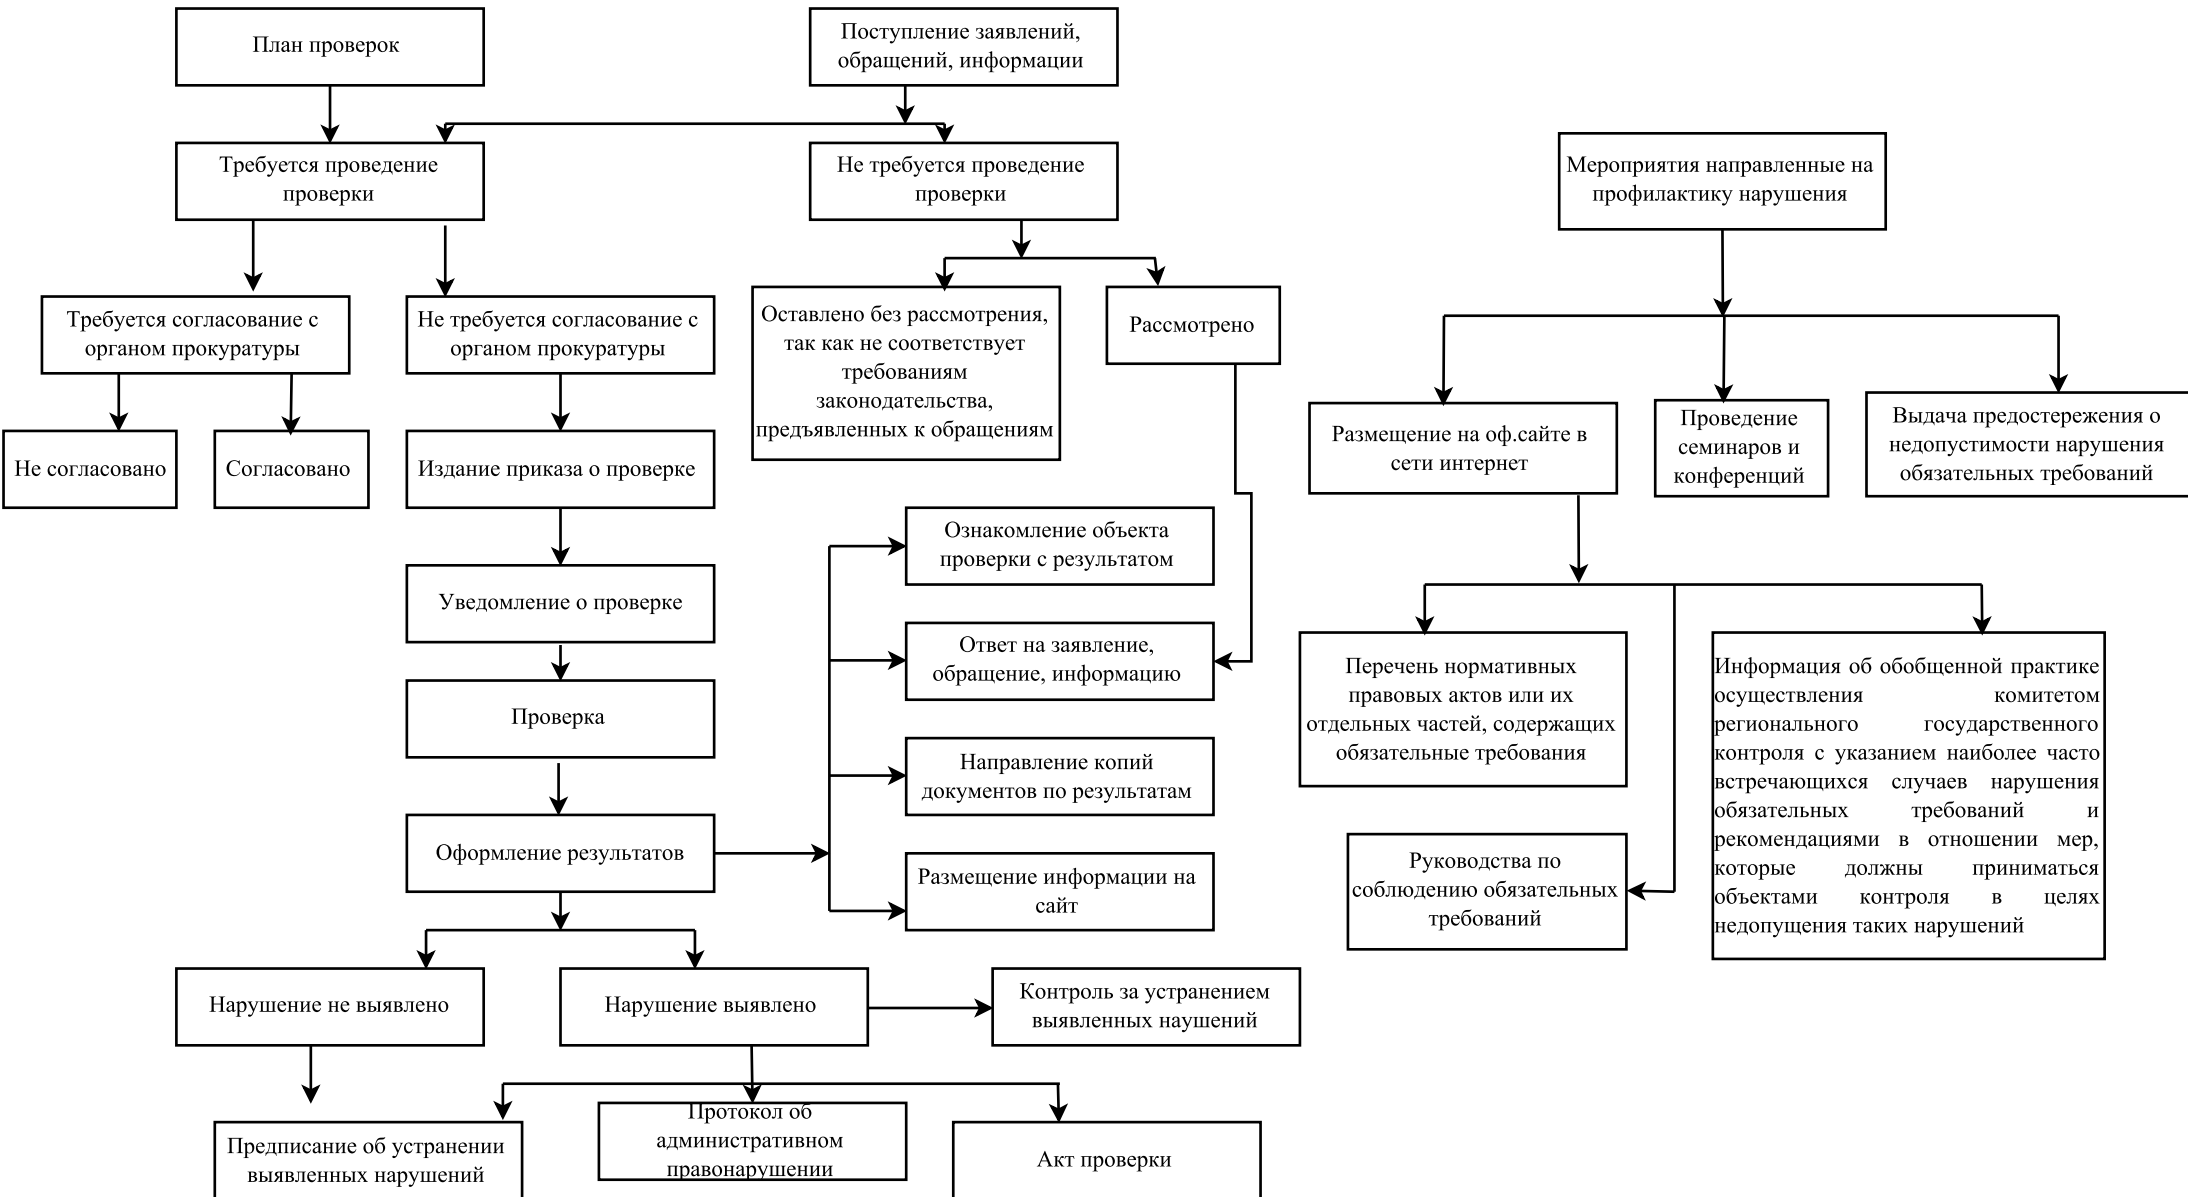 План проверок
Поступление заявлений,
обращений, информации
Требуется проведение
проверки
Не требуется проведение
проверки
Мероприятия направленные на
профилактику нарушения
Требуется согласование с
органом прокуратуры
Не требуется согласование с
органом прокуратуры
Оставлено без рассмотрения,
так как не соответствует
требованиям
законодательства,
предъявленных к обращениям
Рассмотрено
Не согласовано
Согласовано
Издание приказа о проверке
Размещение на оф.сайте в
сети интернет
Проведение
семинаров и
конференций
Выдача предостережения о
недопустимости нарушения
обязательных требований
Уведомление о проверке
Ознакомление объекта
проверки с результатом
Проверка
Ответ на заявление,
обращение, информацию
Направление копий
документов по результатам
Оформление результатов
Размещение информации на
сайт
Перечень нормативных
правовых актов или их
отдельных частей, содержащих
обязательные требования
Руководства по
соблюдению обязательных
требований
Информация об обобщенной практике
осуществления комитетом
регионального государственного
контроля с указанием наиболее часто
встречающихся случаев нарушения
обязательных требований и
рекомендациями в отношении мер,
которые должны приниматься
объектами контроля в целях
недопущения таких нарушений
Нарушение не выявлено
Нарушение выявлено
Контроль за устранением
выявленных наушений
Предписание об устранении
выявленных нарушений
Протокол об
административном
правонарушении
Акт проверки